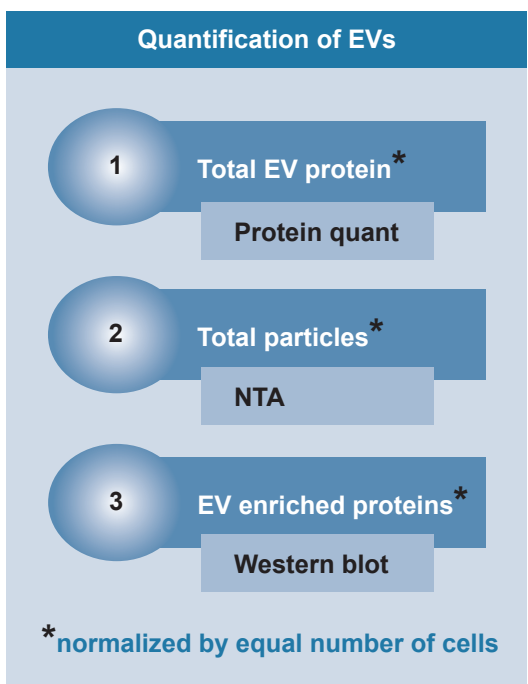 Quantification of EVs
1
Total EV protein*
Protein quant
2
Total particles*
NTA
3
EV enriched proteins*
Western blot
*normalized by equal number of cells